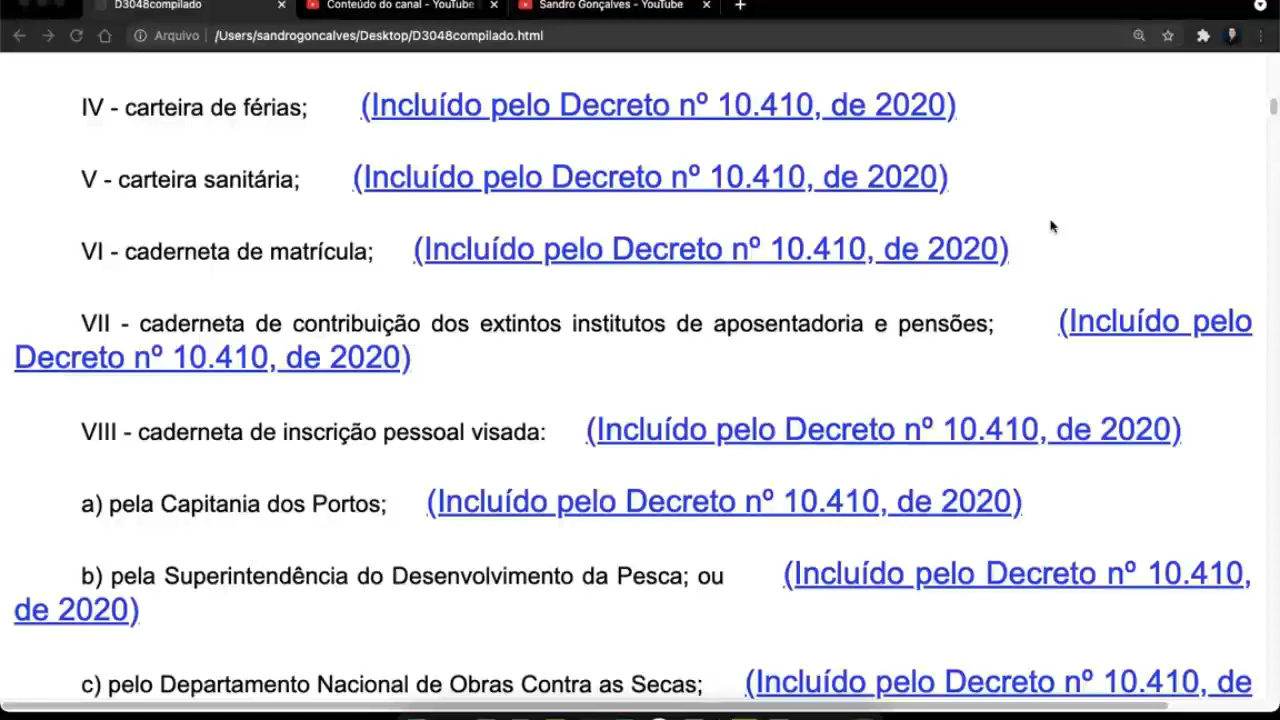 D3048compilado
Conteúdo do canal - YouTube
Sandro Gonçalves - YouTube
Arquivo
/Users/sandrogoncalves/Desktop/D3048compilado.html
IV - carteira de férias; (Incluído pelo Decreto nº 10.410, de 2020)
V - carteira sanitária; (Incluído pelo Decreto nº 10.410, de 2020)
VI - caderneta de matrícula; (Incluído pelo Decreto nº 10.410, de 2020)
VII - caderneta de contribuição dos extintos institutos de aposentadoria e pensões; (Incluído pelo
Decreto nº 10.410, de 2020)
VIII - caderneta de inscrição pessoal visada: (Incluído pelo Decreto nº 10.410, de 2020)
a) pela Capitania dos Portos; (Incluído pelo Decreto nº 10.410, de 2020)
b) pela Superintendência do Desenvolvimento da Pesca; ou (Incluído pelo Decreto nº 10.410,
de 2020)
c) pelo Departamento Nacional de Obras Contra as Secas; (Incluído pelo Decreto nº 10.410, de